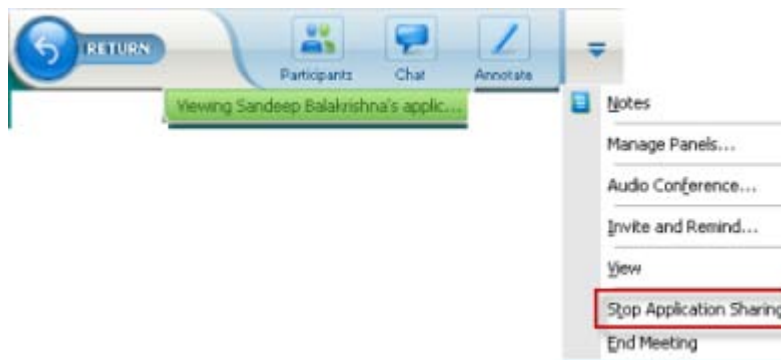 RETURN
Participants Chat Annotate
Viewing Sandeep Balakrishna's applic...
Notes
Manage Panels...
Audio Conference...
Invite and Remind...
View
Stop Application Sharing
End Meeting